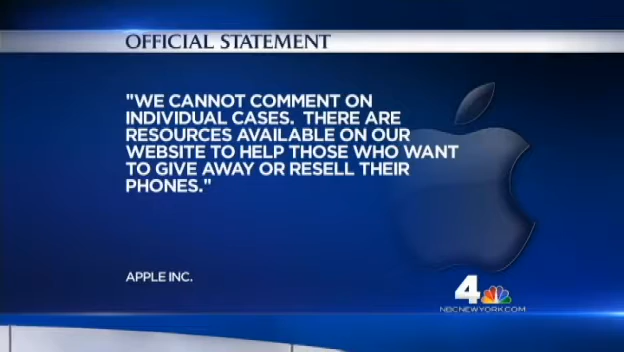 OFFICIAL STATEMENT
"WE CANNOT COMMENT ON
INDIVIDUAL CASES. THERE ARE
RESOURCES AVAILABLE ON OUR
WEBSITE TO HELP THOSE WHO WANT
TO GIVE AWAY OR RESELL THEIR
PHONES."
APPLE INC.
4
NBCNEWYORK.COM